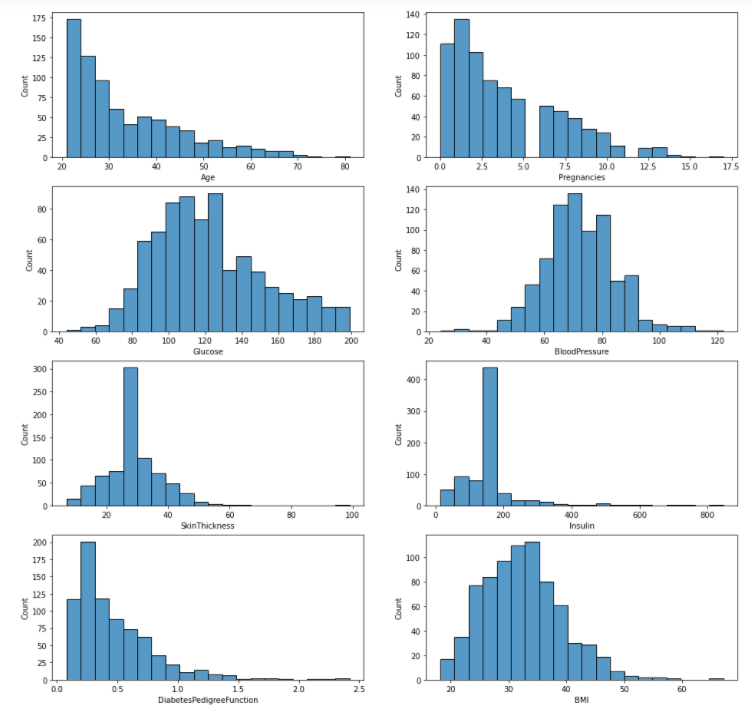 175
150
125
100
75
50
25
0
Count
20 30 40 50 60 70 80
Age
140
120
100
80
60
40
20
0
Count
0.0 2.5 5.0 7.5 10.0 12.5 15.0 17.5
Pregnancies
80
60
40
20
0
Count
40 60 80 100 120 140 160 180 200
Glucose
140
120
100
80
60
40
20
0
Count
20 40 60 80 100 120
BloodPressure
300
250
200
150
100
50
0
Count
20 40 60 80 100
SkinThickness
400
300
200
100
0
Count
0 200 400 600 800
Insulin
200
175
150
125
100
75
50
25
0
Count
0.0 0.5 1.0 1.5 2.0 2.5
DiabetesPedigreeFunction
100
80
60
40
20
0
Count
20 30 40 50 60
BMI